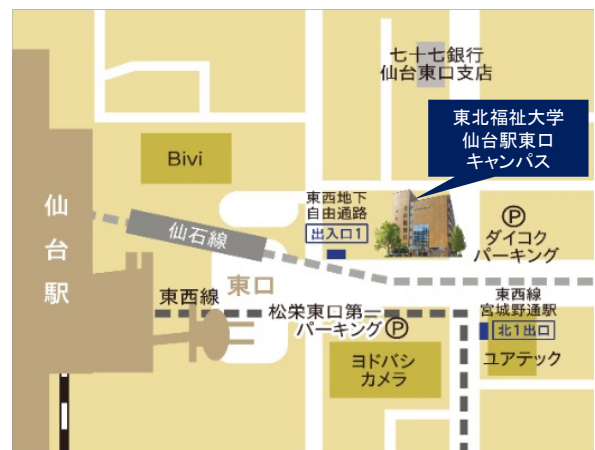 七十七銀行
仙台東口支店
東北福祉大学
仙台駅東口
キャンパス
Bivi
仙台駅
東西地下
自由通路
出入口1
仙石線
P
ダイコク
パーキング
東口
東西線
松栄東口第一
パーキング P
東西線
宮城野通駅
北1出口
ヨドバシ
カメラ
ユアテック